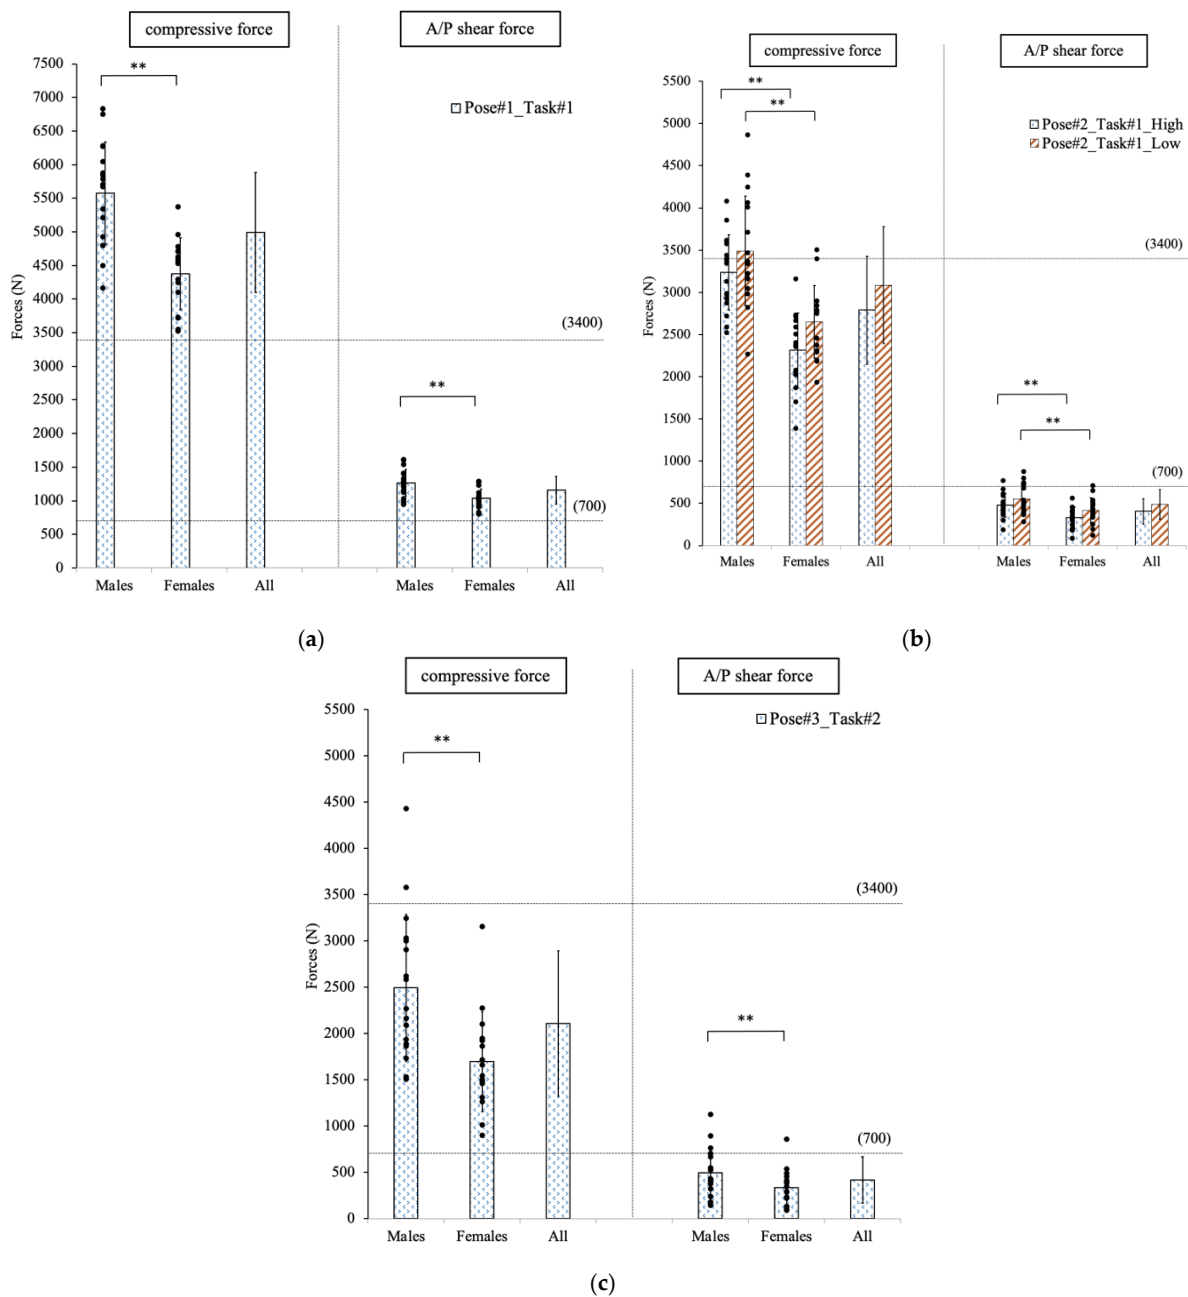 compressive force
A/P shear force
7500
7000
6500
6000
5500
5000
4500
4000
3500
3000
2500
2000
1500
1000
500
0
Forces (N)
**
Pose#1_Task#1
(3400)
**
(700)
Males Females All Males Females All
(a)
compressive force
A/P shear force
5500
5000
4500
4000
3500
3000
2500
2000
1500
1000
500
0
Forces (N)
**
**
Pose#2_Task#1_High
Pose#2_Task#1_Low
(3400)
**
**
(700)
Males Females All Males Females All
(b)
compressive force
A/P shear force
5500
5000
4500
4000
3500
3000
2500
2000
1500
1000
500
0
Forces (N)
**
Pose#3_Task#2
(3400)
**
(700)
Males Females All Males Females All
(c)